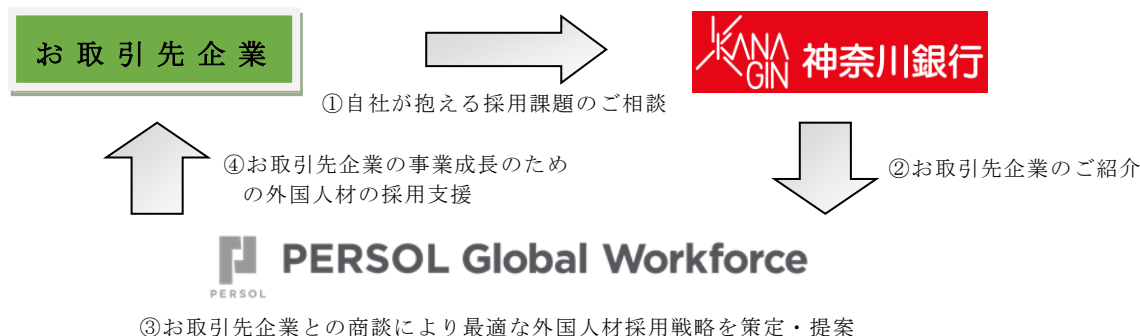 お取引先企業
KANAGIN 神奈川銀行
①自社が抱える採用課題のご相談
④お取引先企業の事業成長のため
の外国人材の採用支援
②お取引先企業のご紹介
PERSOL Global Workforce
PERSOL
③お取引先企業との商談により最適な外国人材採用戦略を策定・提案